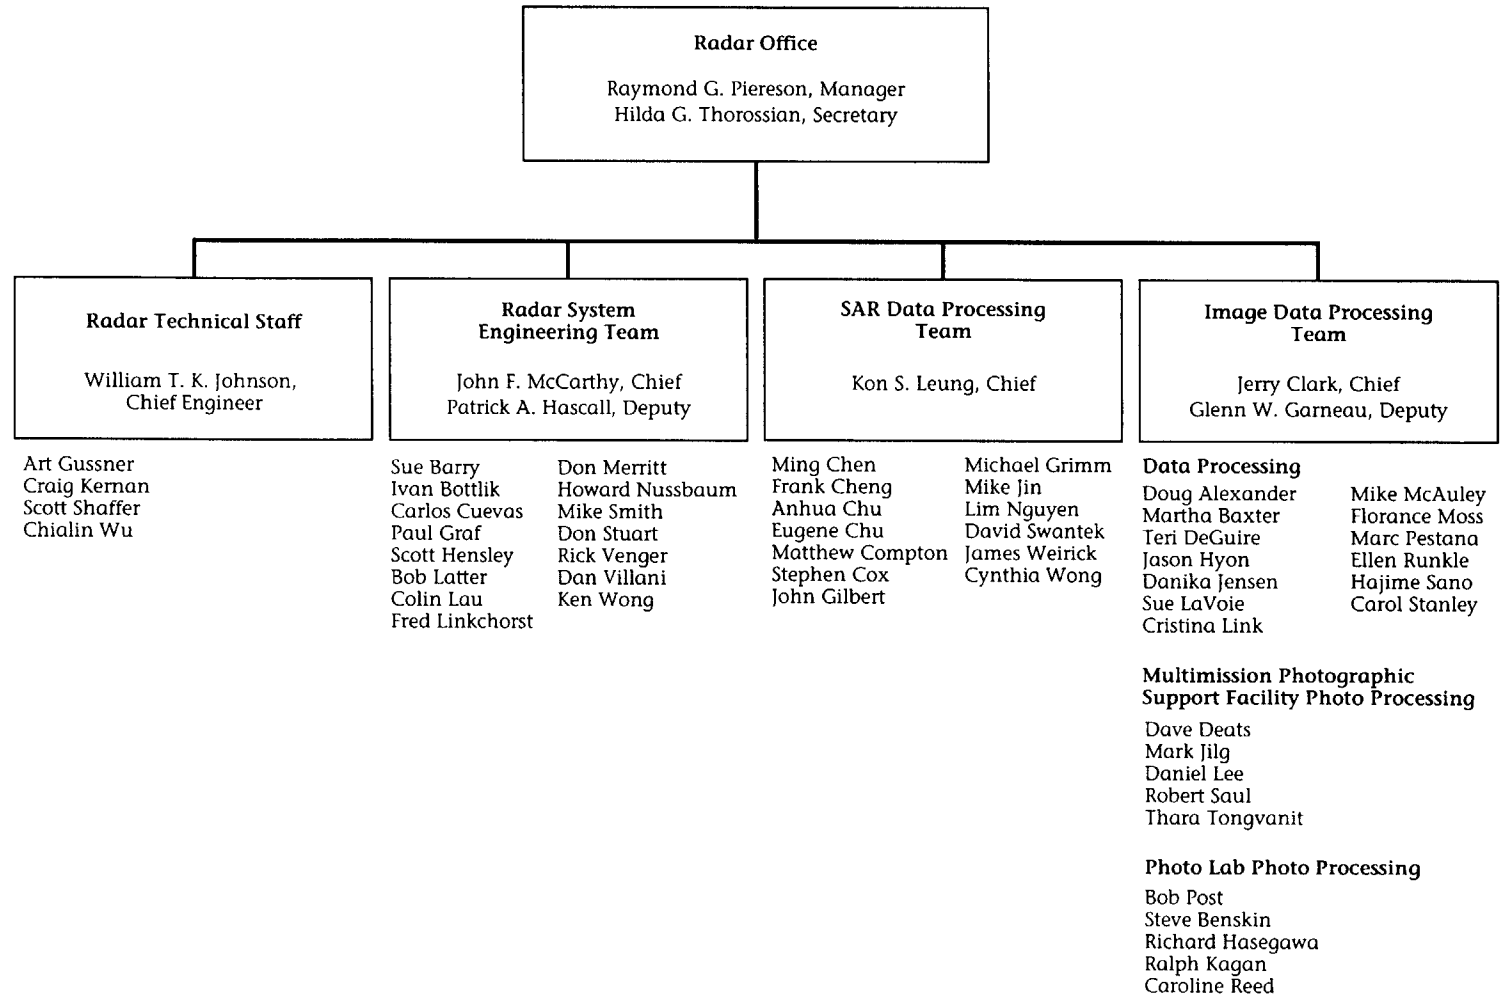 Radar Office
Raymond G. Piereson, Manager
Hilda G. Thorossian, Secretary
Radar Technical Staff
William T. K. Johnson,
Chief Engineer
Art Gussner
Craig Kernan
Scott Shaffer
Chialin Wu
Radar System
Engineering Team
John F. McCarthy, Chief
Patrick A. Hascall, Deputy
Sue Barry
Ivan Bottlik
Carlos Cuevas
Paul Graf
Scott Hensley
Bob Latter
Colin Lau
Fred Linkchorst
Don Merritt
Howard Nussbaum
Mike Smith
Don Stuart
Rick Venger
Dan Villani
Ken Wong
SAR Data Processing
Team
Kon S. Leung, Chief
Ming Chen
Frank Cheng
Anhua Chu
Eugene Chu
Matthew Compton
Stephen Cox
John Gilbert
Michael Grimm
Mike Jin
Lim Nguyen
David Swantek
James Weirick
Cynthia Wong
Image Data Processing
Team
Jerry Clark, Chief
Glenn W. Garneau, Deputy
Data Processing
Doug Alexander
Martha Baxter
Teri DeGuire
Jason Hyon
Danika Jensen
Sue LaVoie
Cristina Link
Mike McAuley
Florance Moss
Marc Pestana
Ellen Runkle
Hajime Sano
Carol Stanley
Multimission Photographic
Support Facility Photo Processing
Dave Deats
Mark Jilg
Daniel Lee
Robert Saul
Thara Tongvanit
Photo Lab Photo Processing
Bob Post
Steve Benskin
Richard Hasegawa
Ralph Kagan
Caroline Reed